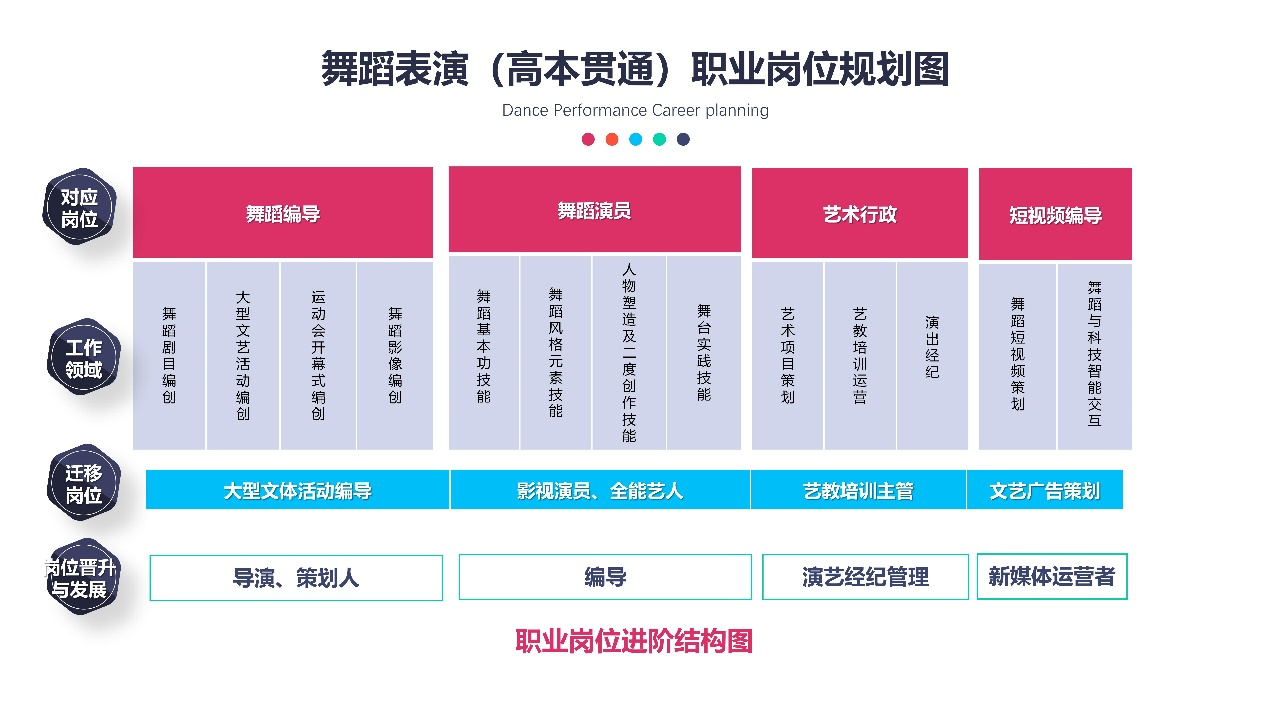 舞蹈表演（高本贯通）职业岗位规划图
Dance Performance Career planning
对应
岗位
舞蹈编导
舞蹈演员
艺术行政
短视频编导
工作
领域
舞蹈剧目编创
大型文艺活动编创
运动会开幕式编创
舞蹈影像编创
舞蹈基本功技能
舞蹈风格元素技能
人物塑造及二度创作技能
舞台实践技能
艺术项目策划
艺教培训运营
演出经纪
舞蹈短视频策划
舞蹈与科技智能交互
迁移
岗位
大型文体活动编导
影视演员、全能艺人
艺教培训主管
文艺广告策划
岗位晋升
与发展
导演、策划人
编导
演艺经纪管理
新媒体运营者
职业岗位进阶结构图